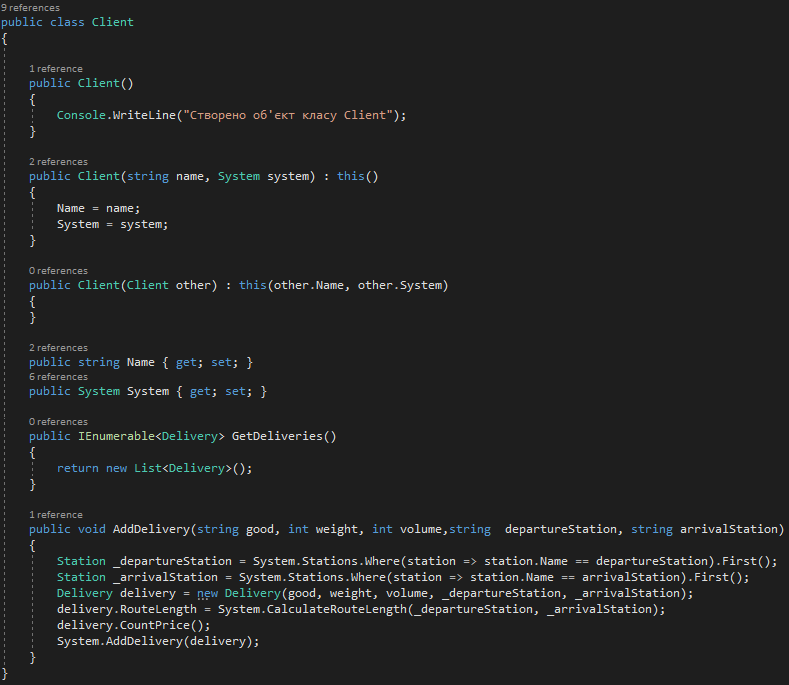 9 references
public class Client
{
1 reference
public Client()
{
Console.WriteLine("Створено об'єкт класу Client");
}
2 references
public Client(string name, System system) : this()
{
Name = name;
System = system;
}
0 references
public Client(Client other) : this(other.Name, other.System)
{
}
2 references
public string Name { get; set; }
6 references
public System System { get; set; }
0 references
public IEnumerable<Delivery> GetDeliveries()
{
return new List<Delivery>();
}
1 reference
public void AddDelivery(string good, int weight, int volume,string  departureStation, string arrivalStation)
{
Station _departureStation = System.Stations.Where(station => station.Name == departureStation).First();
Station _arrivalStation = System.Stations.Where(station => station.Name == arrivalStation).First();
Delivery delivery = new Delivery(good, weight, volume, _departureStation, _arrivalStation);
delivery.RouteLength = System.CalculateRouteLength(_departureStation, _arrivalStation);
delivery.CountPrice();
System.AddDelivery(delivery);
}
}